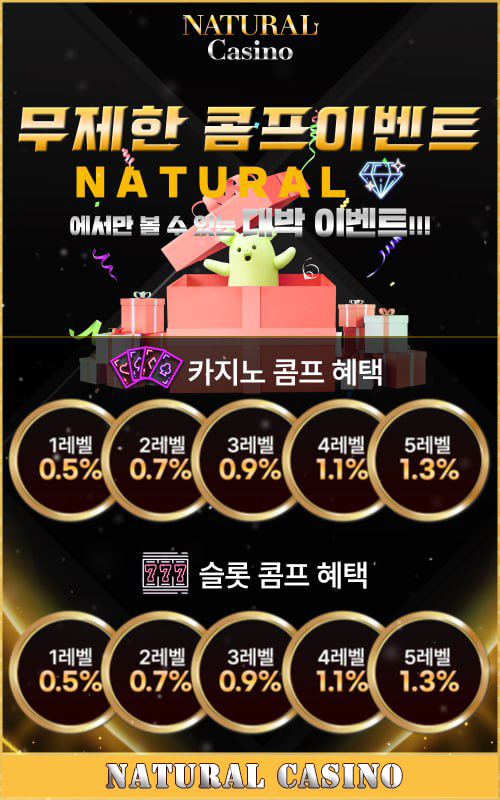 NATURAL
Casino
무제한 콤프이벤트
NATURAL
에서만 볼 수 있는 대박 이벤트!!!
카지노 콤프 혜택
1레벨 2레벨 3레벨 4레벨 5레벨
0.5% 0.7% 0.9% 1.1% 1.3%
777 슬롯 콤프 혜택
1레벨 2레벨 3레벨 4레벨 5레벨
0.5% 0.7% 0.9% 1.1% 1.3%
NATURAL CASINO